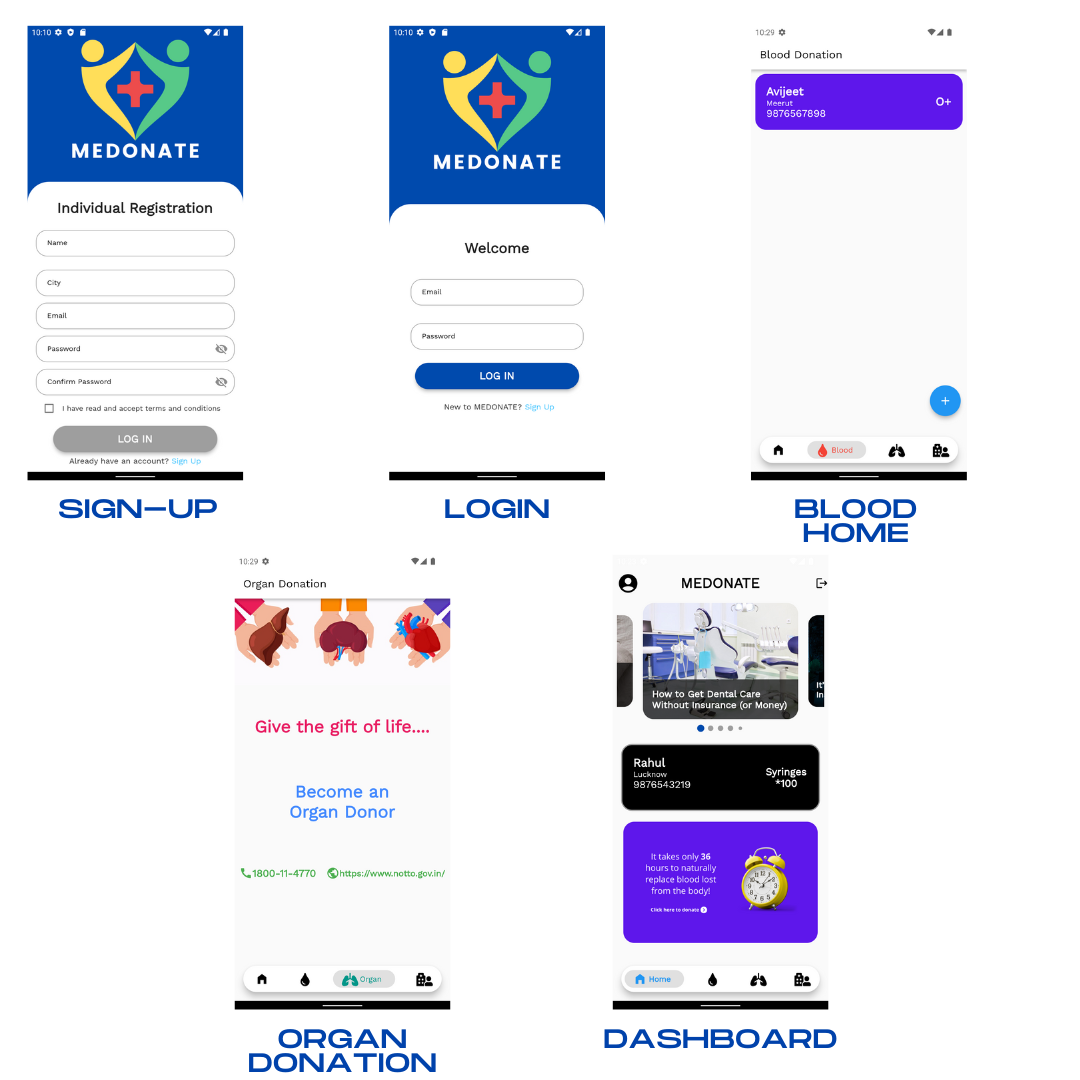 10:10
MEDONATE
Individual Registration
Name
City
Email
Password
Confirm Password
I have read and accept terms and conditions
LOG IN
Already have an account? Sign Up
SIGN-UP
10:10
MEDONATE
Welcome
Email
Password
LOG IN
New to MEDONATE? Sign Up
LOGIN
10:29
Blood Donation
Avijeet
Meerut
9876567898
O+
+
Blood
BLOOD
HOME
10:29
Organ Donation
Give the gift of life....
Become an
Organ Donor
1800-11-4770
https://www.notto.gov.in/
Organ
ORGAN
DONATION
MEDONATE
How to Get Dental Care
Without Insurance (or Money)
It'
In
Rahul
Lucknow
9876543219
Syringes
*100
It takes only 36
hours to naturally
replace blood lost
from the body!
Click here to donate
Home
DASHBOARD